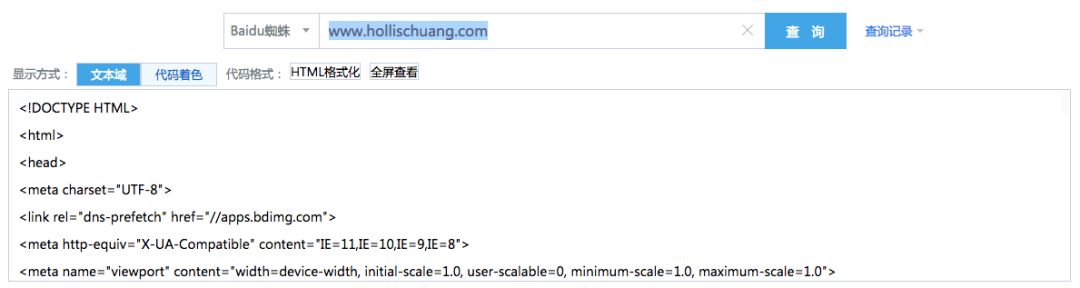 Baidu蜘蛛 www.hollischuang.com 查 询 查询记录
显示方式： 文本域 代码着色 代码格式： HTML格式化 全屏查看
<!DOCTYPE HTML>
<html>
<head>
<meta charset="UTF-8">
<link rel="dns-prefetch" href="//apps.bdimg.com">
<meta http-equiv="X-UA-Compatible" content="IE=11,IE=10,IE=9,IE=8">
<meta name="viewport" content="width=device-width, initial-scale=1.0, user-scalable=0, minimum-scale=1.0, maximum-scale=1.0">